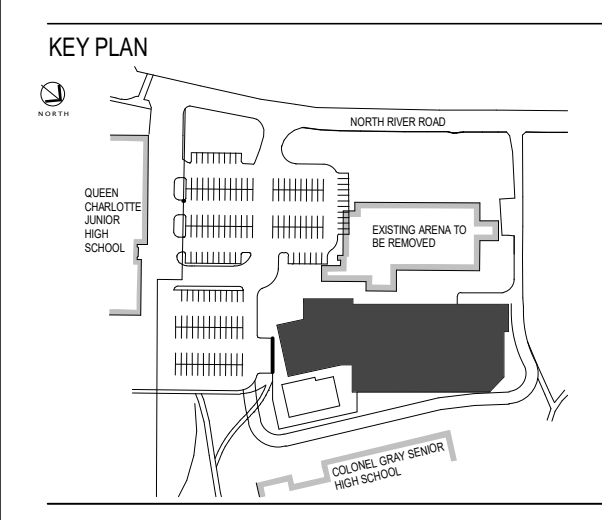 KEY PLAN
NORTH
NORTH RIVER ROAD
QUEEN
CHARLOTTE
JUNIOR
HIGH
SCHOOL
EXISTING ARENA TO
BE REMOVED
COLONEL GRAY SENIOR
HIGH SCHOOL